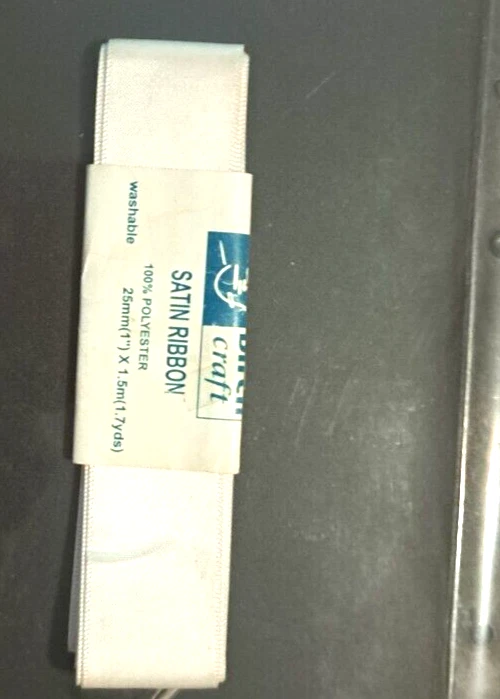 craft
SATIN RIBBON
100% POLYESTER
25mm(1") X 1.5m(1.7yds)
washable